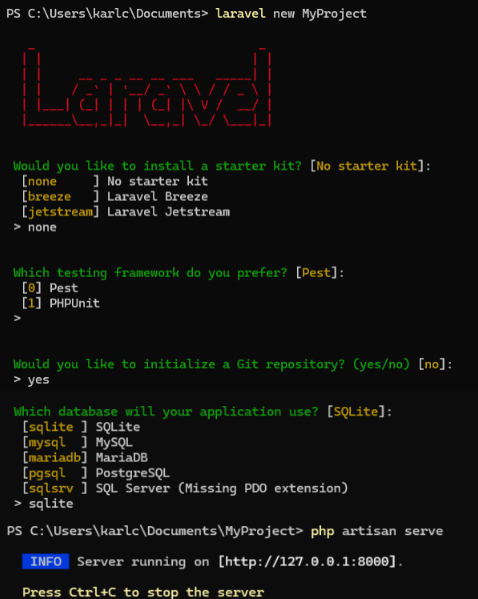 PS C:\Users\karlc\Documents> laravel new MyProject
Laravel
Would you like to install a starter kit? [No starter kit]:
[none     ] No starter kit
[breeze   ] Laravel Breeze
[jetstream] Laravel Jetstream
> none
Which testing framework do you prefer? [Pest]:
[0] Pest
[1] PHPUnit
>
Would you like to initialize a Git repository? (yes/no) [no]:
> yes
Which database will your application use? [SQLite]:
[sqlite ] SQLite
[mysql  ] MySQL
[mariadb] MariaDB
[pgsql  ] PostgreSQL
[sqlsrv ] SQL Server (Missing PDO extension)
> sqlite
PS C:\Users\karlc\Documents\MyProject> php artisan serve
INFO  Server running on [http://127.0.0.1:8000].
Press Ctrl+C to stop the server